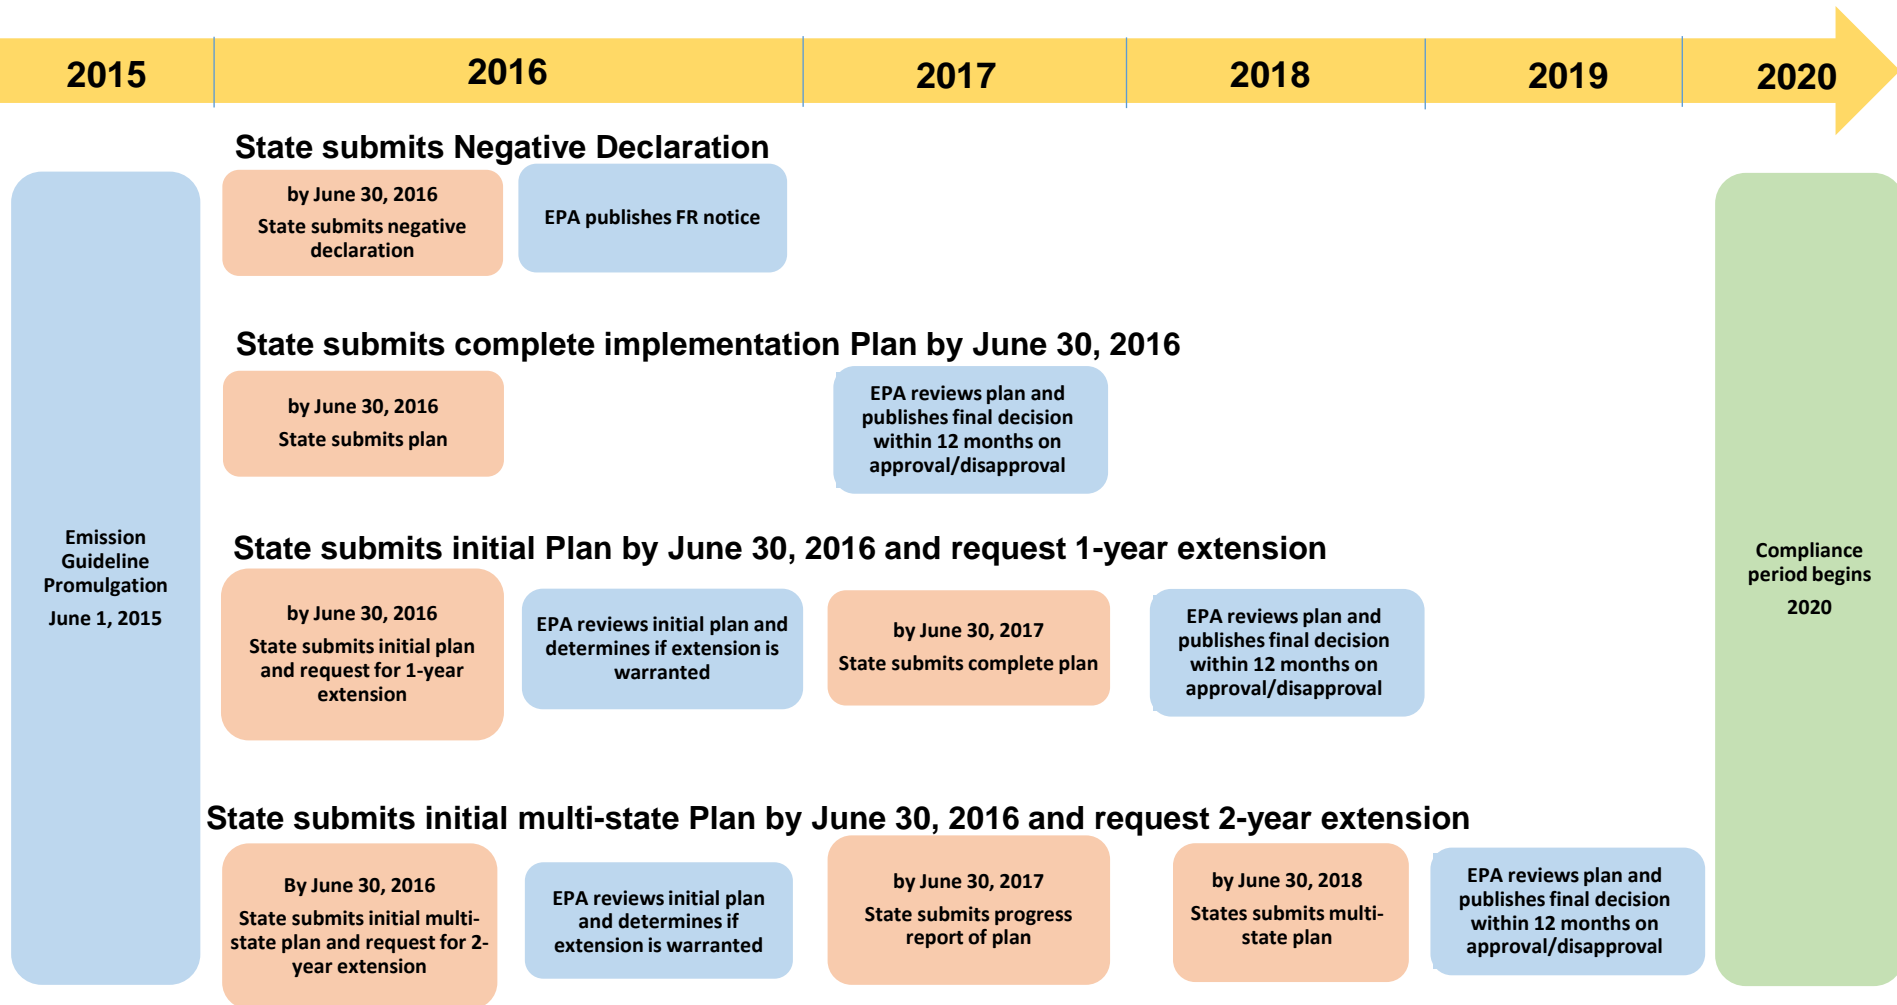 2015
2016
2017
2018
2019
2020
State submits Negative Declaration
by June 30, 2016
State submits negative
declaration
EPA publishes FR notice
State submits complete implementation Plan by June 30, 2016
by June 30, 2016
State submits plan
EPA reviews plan and
publishes final decision
within 12 months on
approval/disapproval
Emission
Guideline
Promulgation
June 1, 2015
State submits initial Plan by June 30, 2016 and request 1-year extension
by June 30, 2016
State submits initial plan
and request for 1-year
extension
EPA reviews initial plan and
determines if extension is
warranted
by June 30, 2017
State submits complete plan
EPA reviews plan and
publishes final decision
within 12 months on
approval/disapproval
Compliance
period begins
2020
State submits initial multi-state Plan by June 30, 2016 and request 2-year extension
By June 30, 2016
State submits initial multi-
state plan and request for 2-
year extension
EPA reviews initial plan
and determines if
extension is warranted
by June 30, 2017
State submits progress
report of plan
by June 30, 2018
States submits multi-
state plan
EPA reviews plan and
publishes final decision
within 12 months on
approval/disapproval